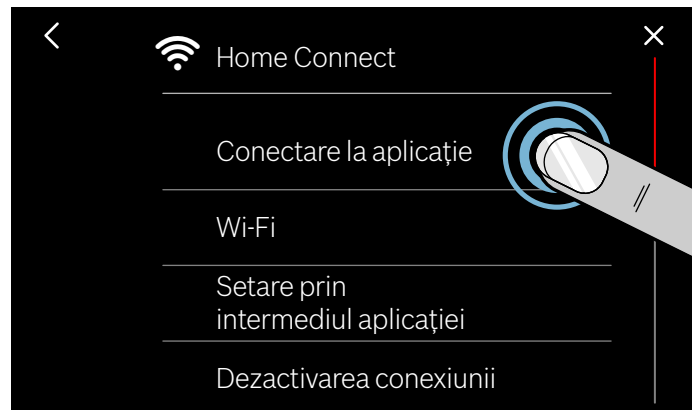 Home Connect
Conectare la aplicație
Wi-Fi
Setare prin
intermediul aplicației
Dezactivarea conexiunii